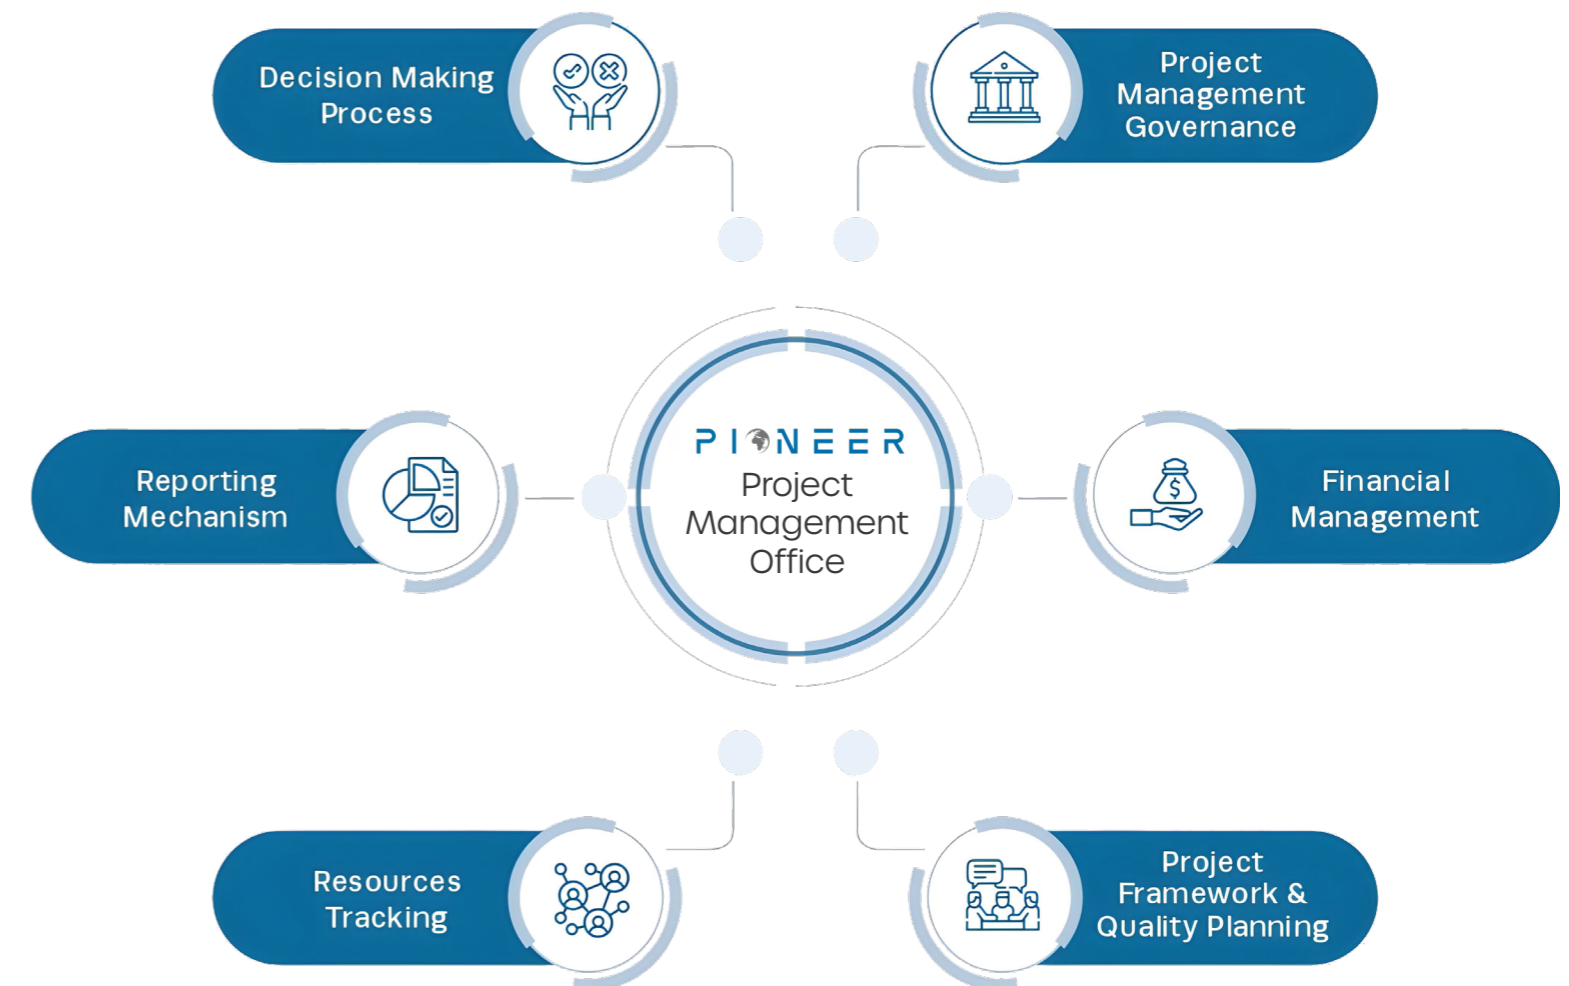 Decision Making
Process
Project
Management
Governance
Reporting
Mechanism
PIONEER
Project
Management
Office
$
Financial
Management
Resources
Tracking
Project
Framework &
Quality Planning